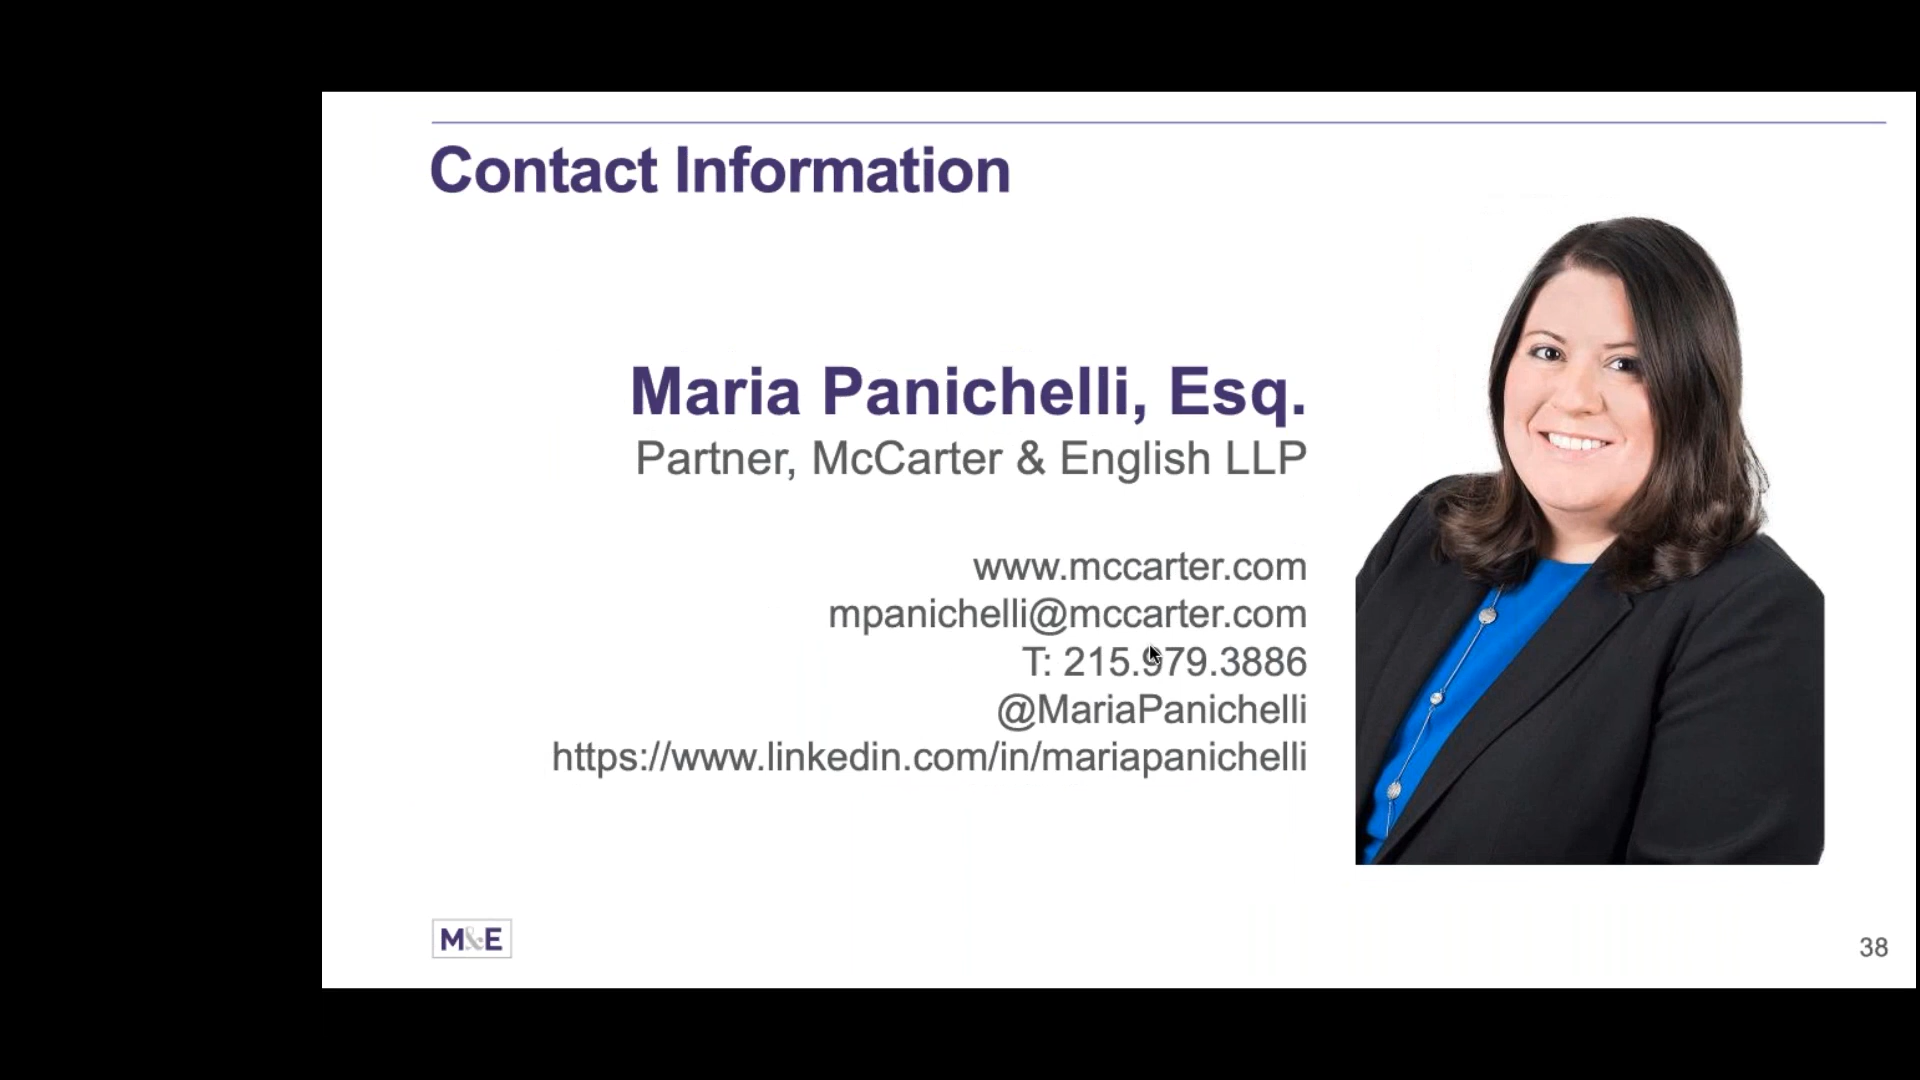 Contact Information
Maria Panichelli, Esq.
Partner, McCarter & English LLP
www.mccarter.com
mpanichelli@mccarter.com
T: 215.979.3886
@MariaPanichelli
https://www.linkedin.com/in/mariapanichelli
M&E
38